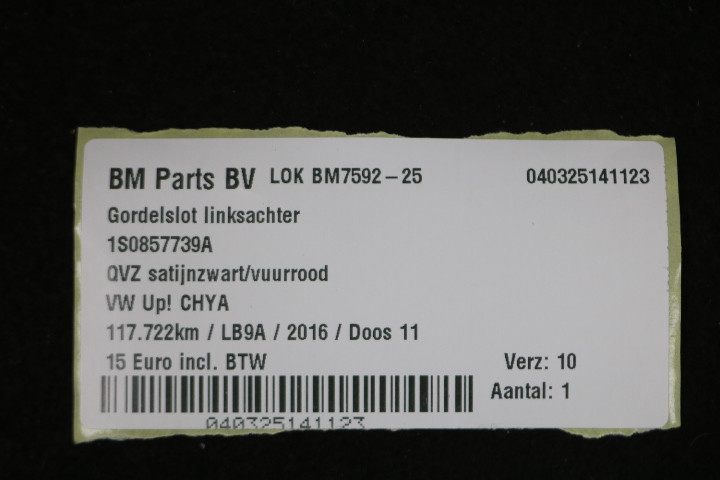 BM Parts BV LOK BM7592-25 040325141123
Gordelslot linksachter
1S0857739A
QVZ satijnzwart/vuurrood
VW Up! CHYA
117.722km / LB9A / 2016 / Doos 11
15 Euro incl. BTW Verz: 10
Aantal: 1
040325141123